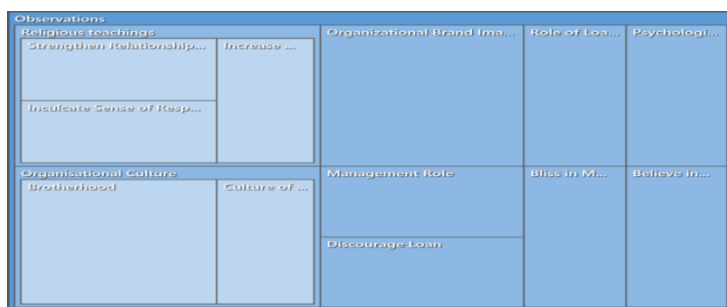 Observations
Religious teachings
Strengthen Relationship...
Increase ...
Inculcate Sense of Resp...
Organizational Brand Ima...
Role of Loa...
Psychologi...
Organisational Culture
Brotherhood
Culture of ...
Management Role
Discourage Loan
Bliss in M...
Believe in...